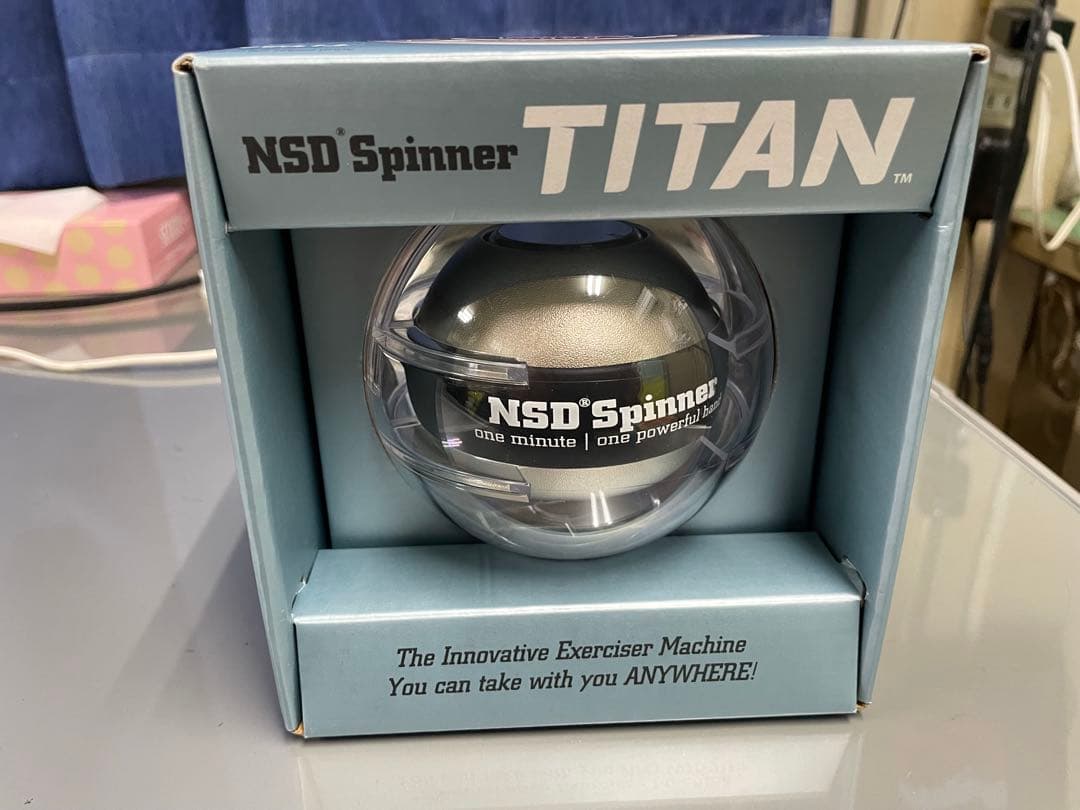 NSD® Spinner TITAN™
NSD® Spinner
one minute | one powerful
The Innovative Exerciser Machine
You can take with you ANYWHERE!